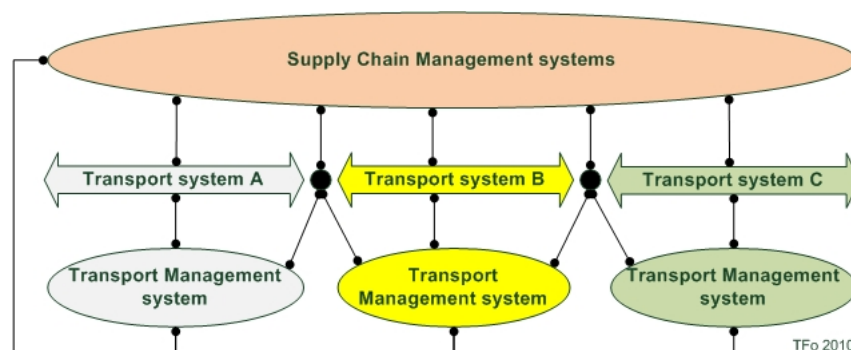 Supply Chain Management systems
Transport system A
Transport system B
Transport system C
Transport Management
system
Transport
Management system
Transport Management
system
TFo 2010